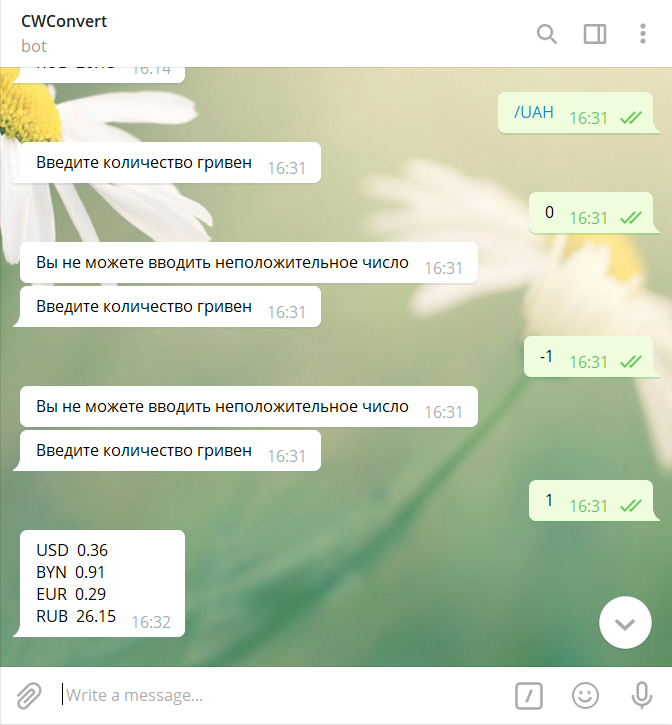 CWConvert
bot
/UAH 16:31
Введите количество гривен 16:31
0 16:31
Вы не можете вводить неположительное число 16:31
Введите количество гривен 16:31
-1 16:31
Вы не можете вводить неположительное число 16:31
Введите количество гривен 16:31
1 16:31
USD 0.36
BYN 0.91
EUR 0.29
RUB 26.15 16:32
Write a message...